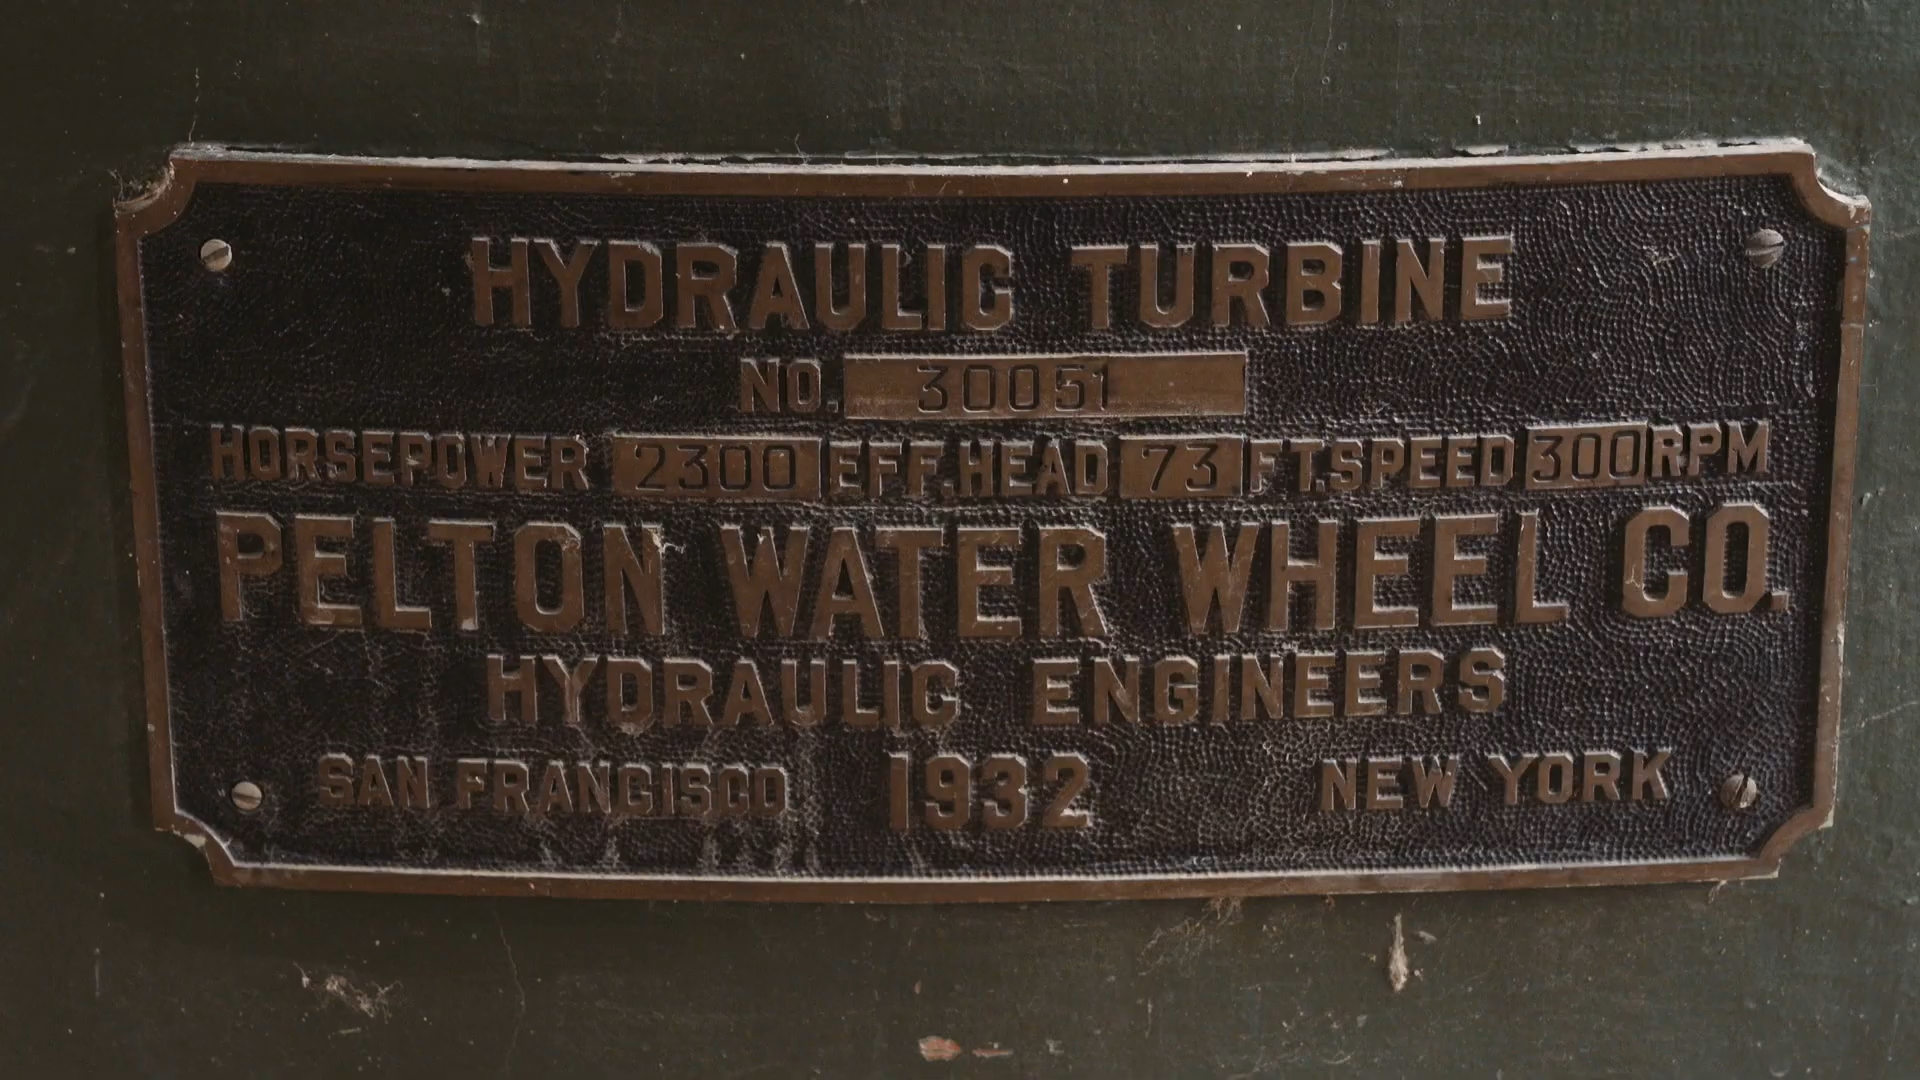 HYDRAULIC TURBINE
NO. 30051
HORSEPOWER 2300 EFF. HEAD 73 FT. SPEED 300 RPM
PELTON WATER WHEEL CO.
HYDRAULIC ENGINEERS
SAN FRANCISCO 1932 NEW YORK